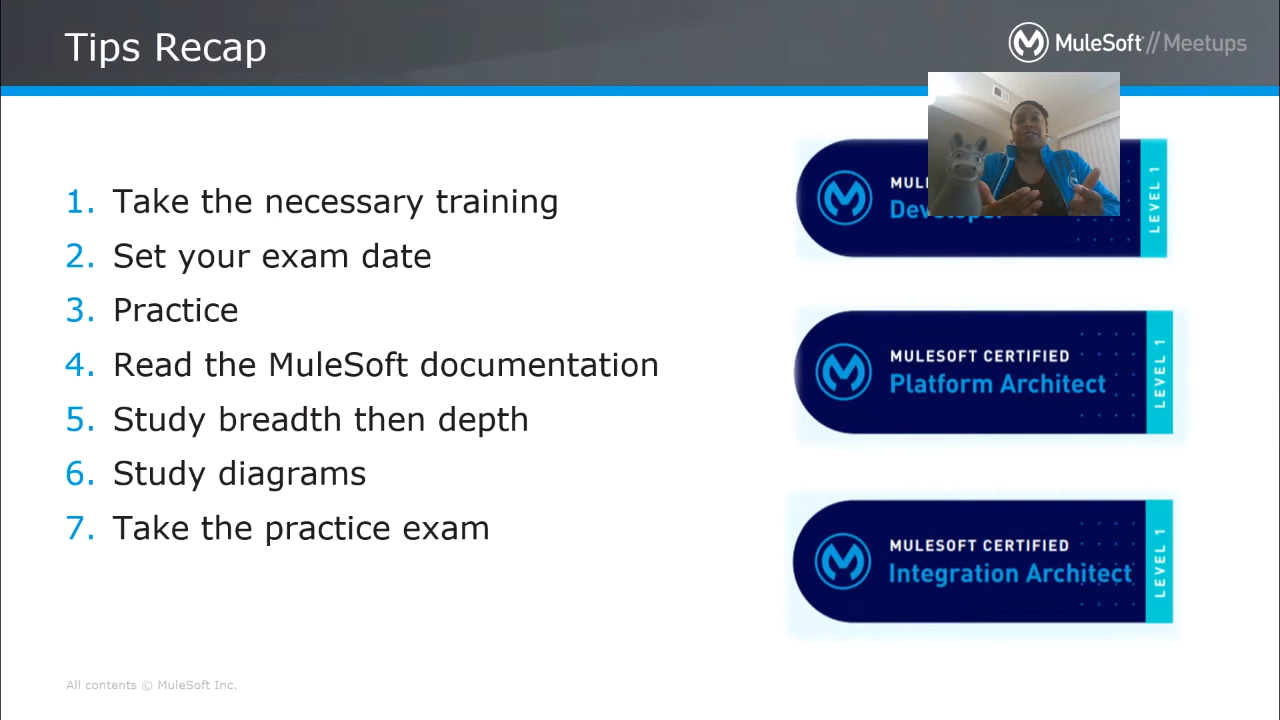 Tips Recap
MuleSoft // Meetups
1. Take the necessary training
2. Set your exam date
3. Practice
4. Read the MuleSoft documentation
5. Study breadth then depth
6. Study diagrams
7. Take the practice exam
Developer
LEVEL 1
MULESOFT CERTIFIED
Platform Architect
LEVEL 1
MULESOFT CERTIFIED
Integration Architect
LEVEL 1
All contents © MuleSoft Inc.